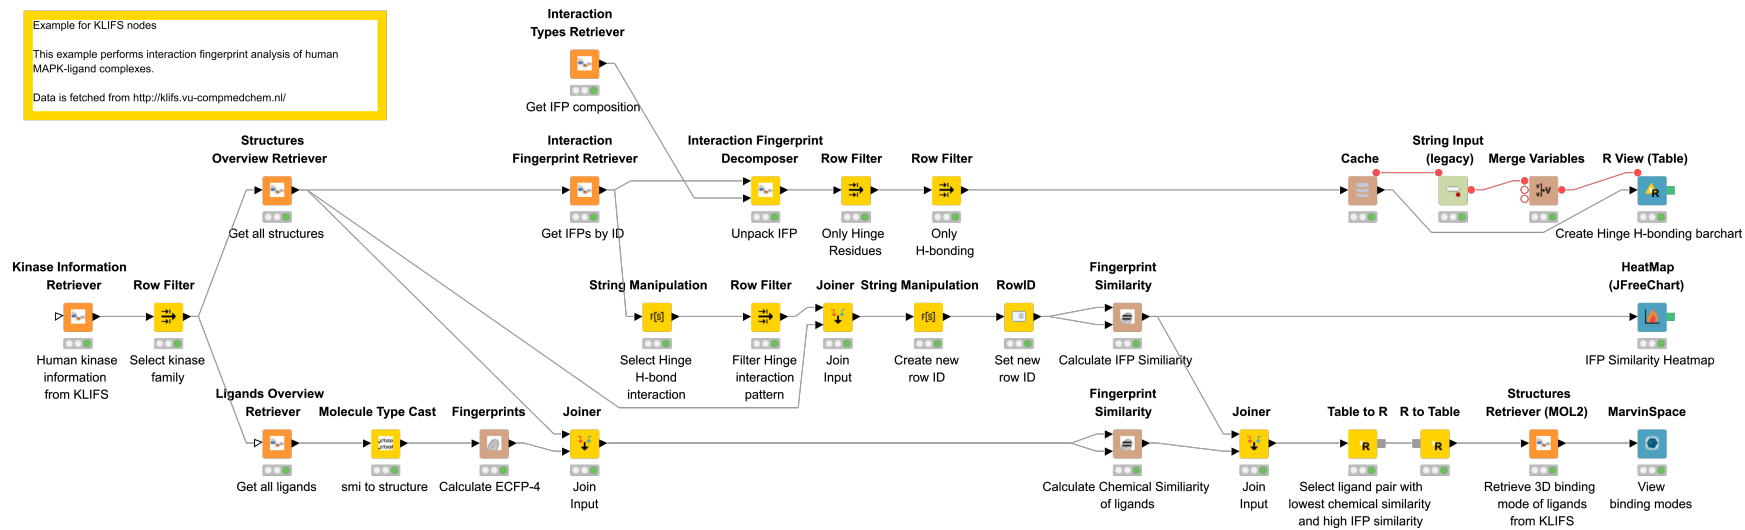 Example for KLIFS nodes
This example performs interaction fingerprint analysis of human
MAPK-ligand complexes.
Data is fetched from http://klifs.vu-compmedchem.nl/
Interaction
Types Retriever
Get IFP composition
Structures
Overview Retriever
Get all structures
Interaction
Fingerprint Retriever
Get IFPs by ID
Interaction Fingerprint
Decomposer
Unpack IFP
Row Filter
Only Hinge
Residues
Row Filter
Only
H-bonding
Cache
String Input
(legacy)
Merge Variables
R View (Table)
Create Hinge H-bonding barchart
Kinase Information
Retriever
Human kinase
information
from KLIFS
Row Filter
Select kinase
family
String Manipulation
r[s]
Select Hinge
H-bond
interaction
Row Filter
Filter Hinge
interaction
pattern
Joiner
Join
Input
String Manipulation
r[s]
Create new
row ID
RowID
Set new
row ID
Fingerprint
Similarity
Calculate IFP Similiarity
HeatMap
(JFreeChart)
IFP Similarity Heatmap
Ligands Overview
Retriever
Get all ligands
Molecule Type Cast
smi to structure
Fingerprints
Calculate ECFP-4
Joiner
Join
Input
Fingerprint
Similarity
Calculate Chemical Similiarity
of ligands
Joiner
Join
Input
Table to R
R
R to Table
R
Select ligand pair with
lowest chemical similarity
and high IFP similarity
Structures
Retriever (MOL2)
Retrieve 3D binding
mode of ligands
from KLIFS
MarvinSpace
View
binding modes